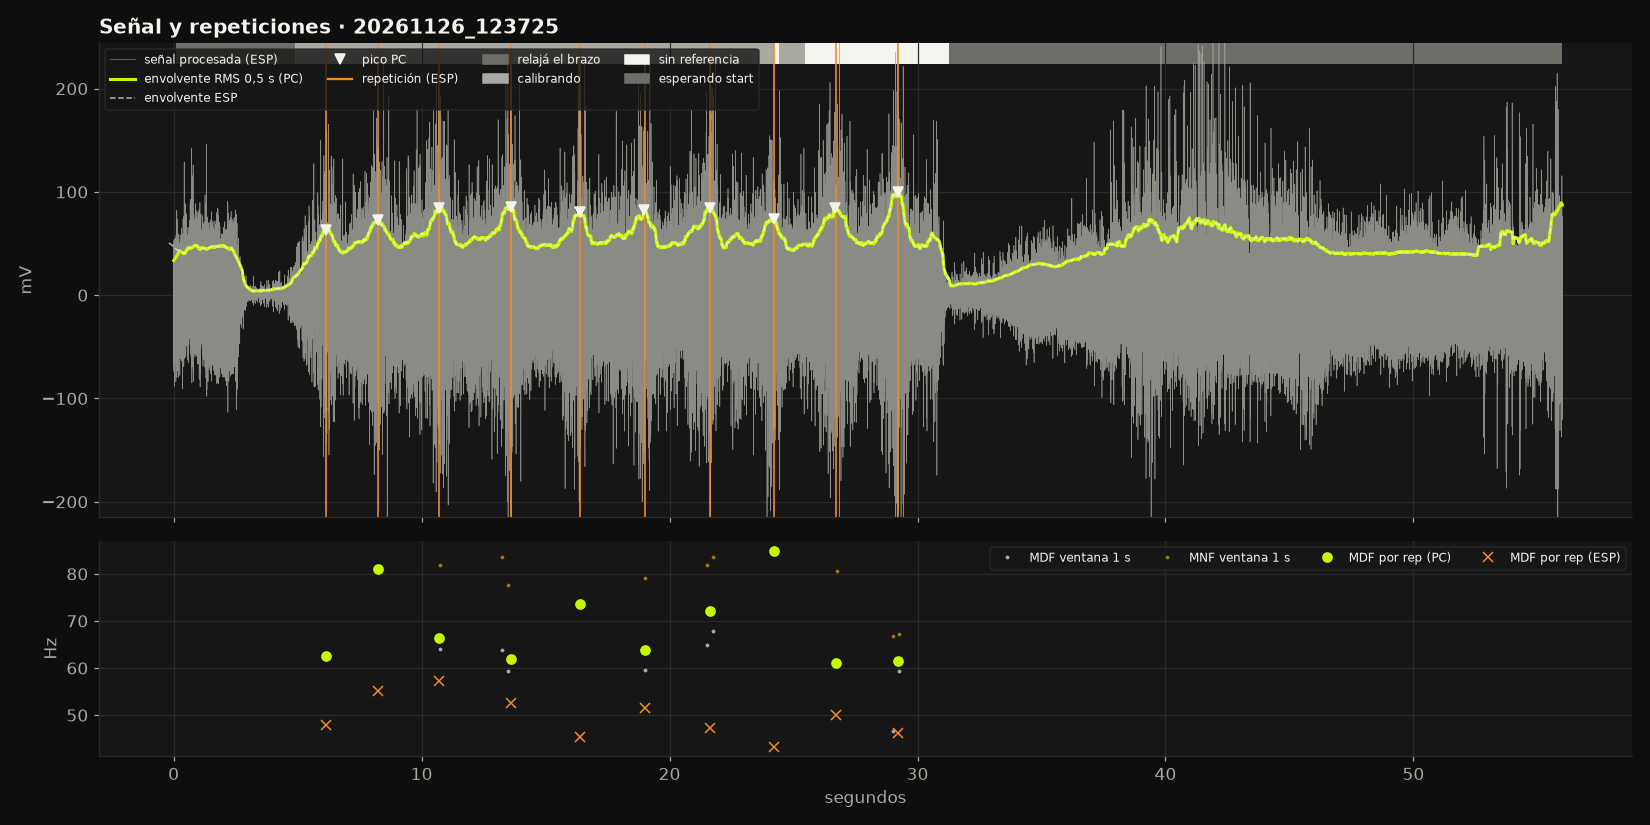 Señal y repeticiones · 20261126_123725
señal procesada (ESP)
envolvente RMS 0,5 s (PC)
envolvente ESP
pico PC
repetición (ESP)
relajá el brazo
calibrando
sin referencia
esperando start
200
100
0
−100
−200
mV
MDF ventana 1 s
MNF ventana 1 s
MDF por rep (PC)
MDF por rep (ESP)
80
70
60
50
Hz
0 10 20 30 40 50
segundos